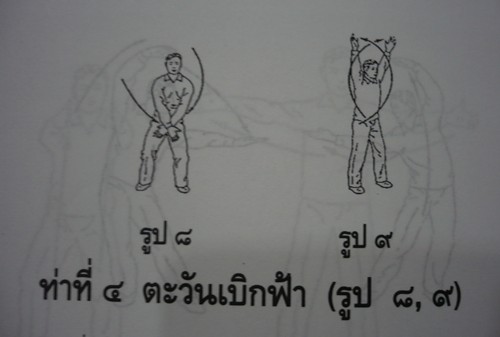 รูป ๘ รูป ๙
ท่าที่ ๔ ตะวันเบิกฟ้า (รูป ๘, ๙)